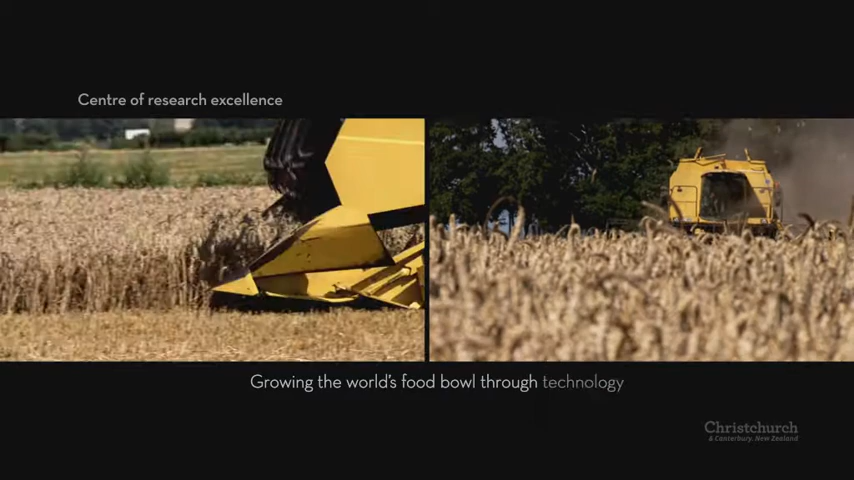 Centre of research excellence
Growing the world's food bowl through technology
Christchurch
& Canterbury, New Zealand